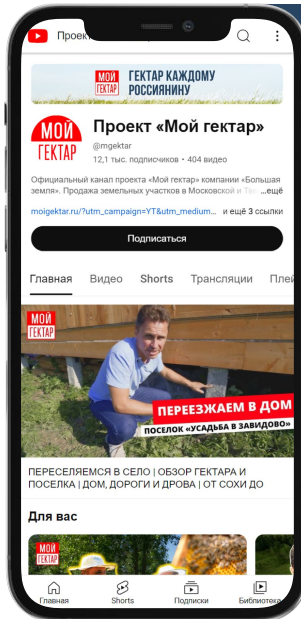 Проект
МОЙ
ГЕКТАР
ГЕКТАР КАЖДОМУ
РОССИЯНИНУ
МОЙ
ГЕКТАР
Проект «Мой гектар»
@mgektar
12,1 тыс. подписчиков • 404 видео
Официальный канал проекта «Мой гектар» компании «Большая
земля». Продажа земельных участков в Московской и ...ещё
moigektar.ru/?utm_campaign=YT&utm_medium... и ещё 3 ссылки
Подписаться
Главная Видео Shorts Трансляции Плей
МОЙ
ГЕКТАР
ПЕРЕЕЗЖАЕМ В ДОМ
ПОСЕЛОК «УСАДЬБА В ЗАВИДОВО»
ПЕРЕСЕЛЯЕМСЯ В СЕЛО | ОБЗОР ГЕКТАРА И
ПОСЕЛКА | ДОМ, ДОРОГИ И ДРОВА | ОТ СОХИ ДО
Для вас
МОЙ
ГЕКТАР
Главная Shorts Подписки Библиотека